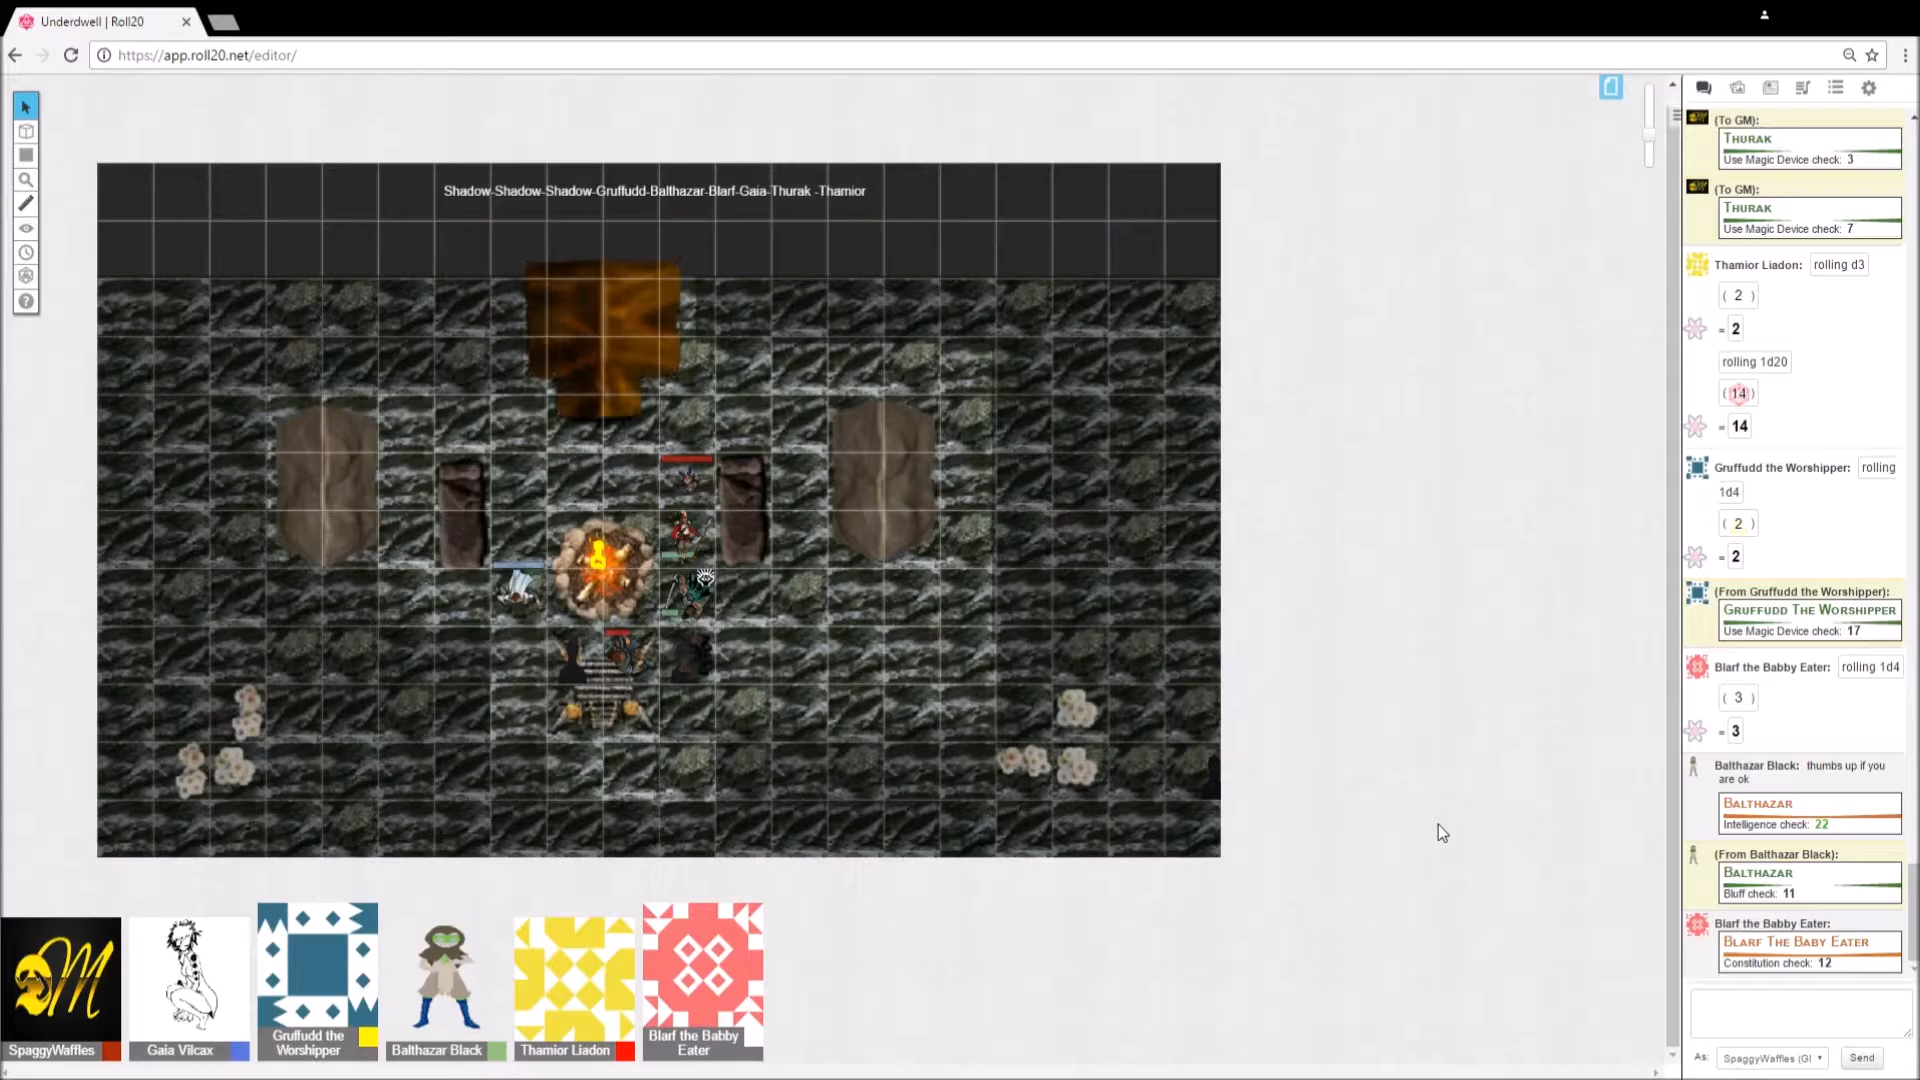 Underdwell | Roll20
https://app.roll20.net/editor/
Shadow-Shadow-Shadow-Gruffudd-Balthazar-Blarf-Gaia-Thurak -Thamior
(To GM):
THURAK
Use Magic Device check: 3
(To GM):
THURAK
Use Magic Device check: 7
Thamior Liadon: rolling d3
( 2 )
= 2
rolling 1d20
(14)
= 14
Gruffudd the Worshipper: rolling
1d4
( 2 )
= 2
(From Gruffudd the Worshipper):
GRUFFUDD THE WORSHIPPER
Use Magic Device check: 17
Blarf the Babby Eater: rolling 1d4
( 3 )
= 3
Balthazar Black: thumbs up if you
are ok
BALTHAZAR
Intelligence check: 22
(From Balthazar Black):
BALTHAZAR
Bluff check: 11
Blarf the Babby Eater:
BLARF THE BABY EATER
Constitution check: 12
As: SpaggyWaffles (GI
Send
M
SpaggyWaffles
Gaia Vilcax
Gruffudd the
Worshipper
Balthazar Black
Thamior Liadon
Blarf the Babby
Eater